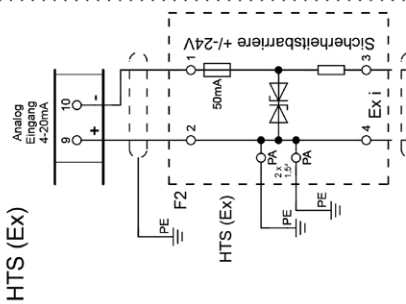 HTS (Ex)
Analog
Eingang
4-20mA
10
-
9
+
F2
Sicherheitsbarriere +/-24V
1
50mA
3
2
4
Ex i
HTS (Ex)
PA
2 x
1,5²
PA
PE
PE
PE